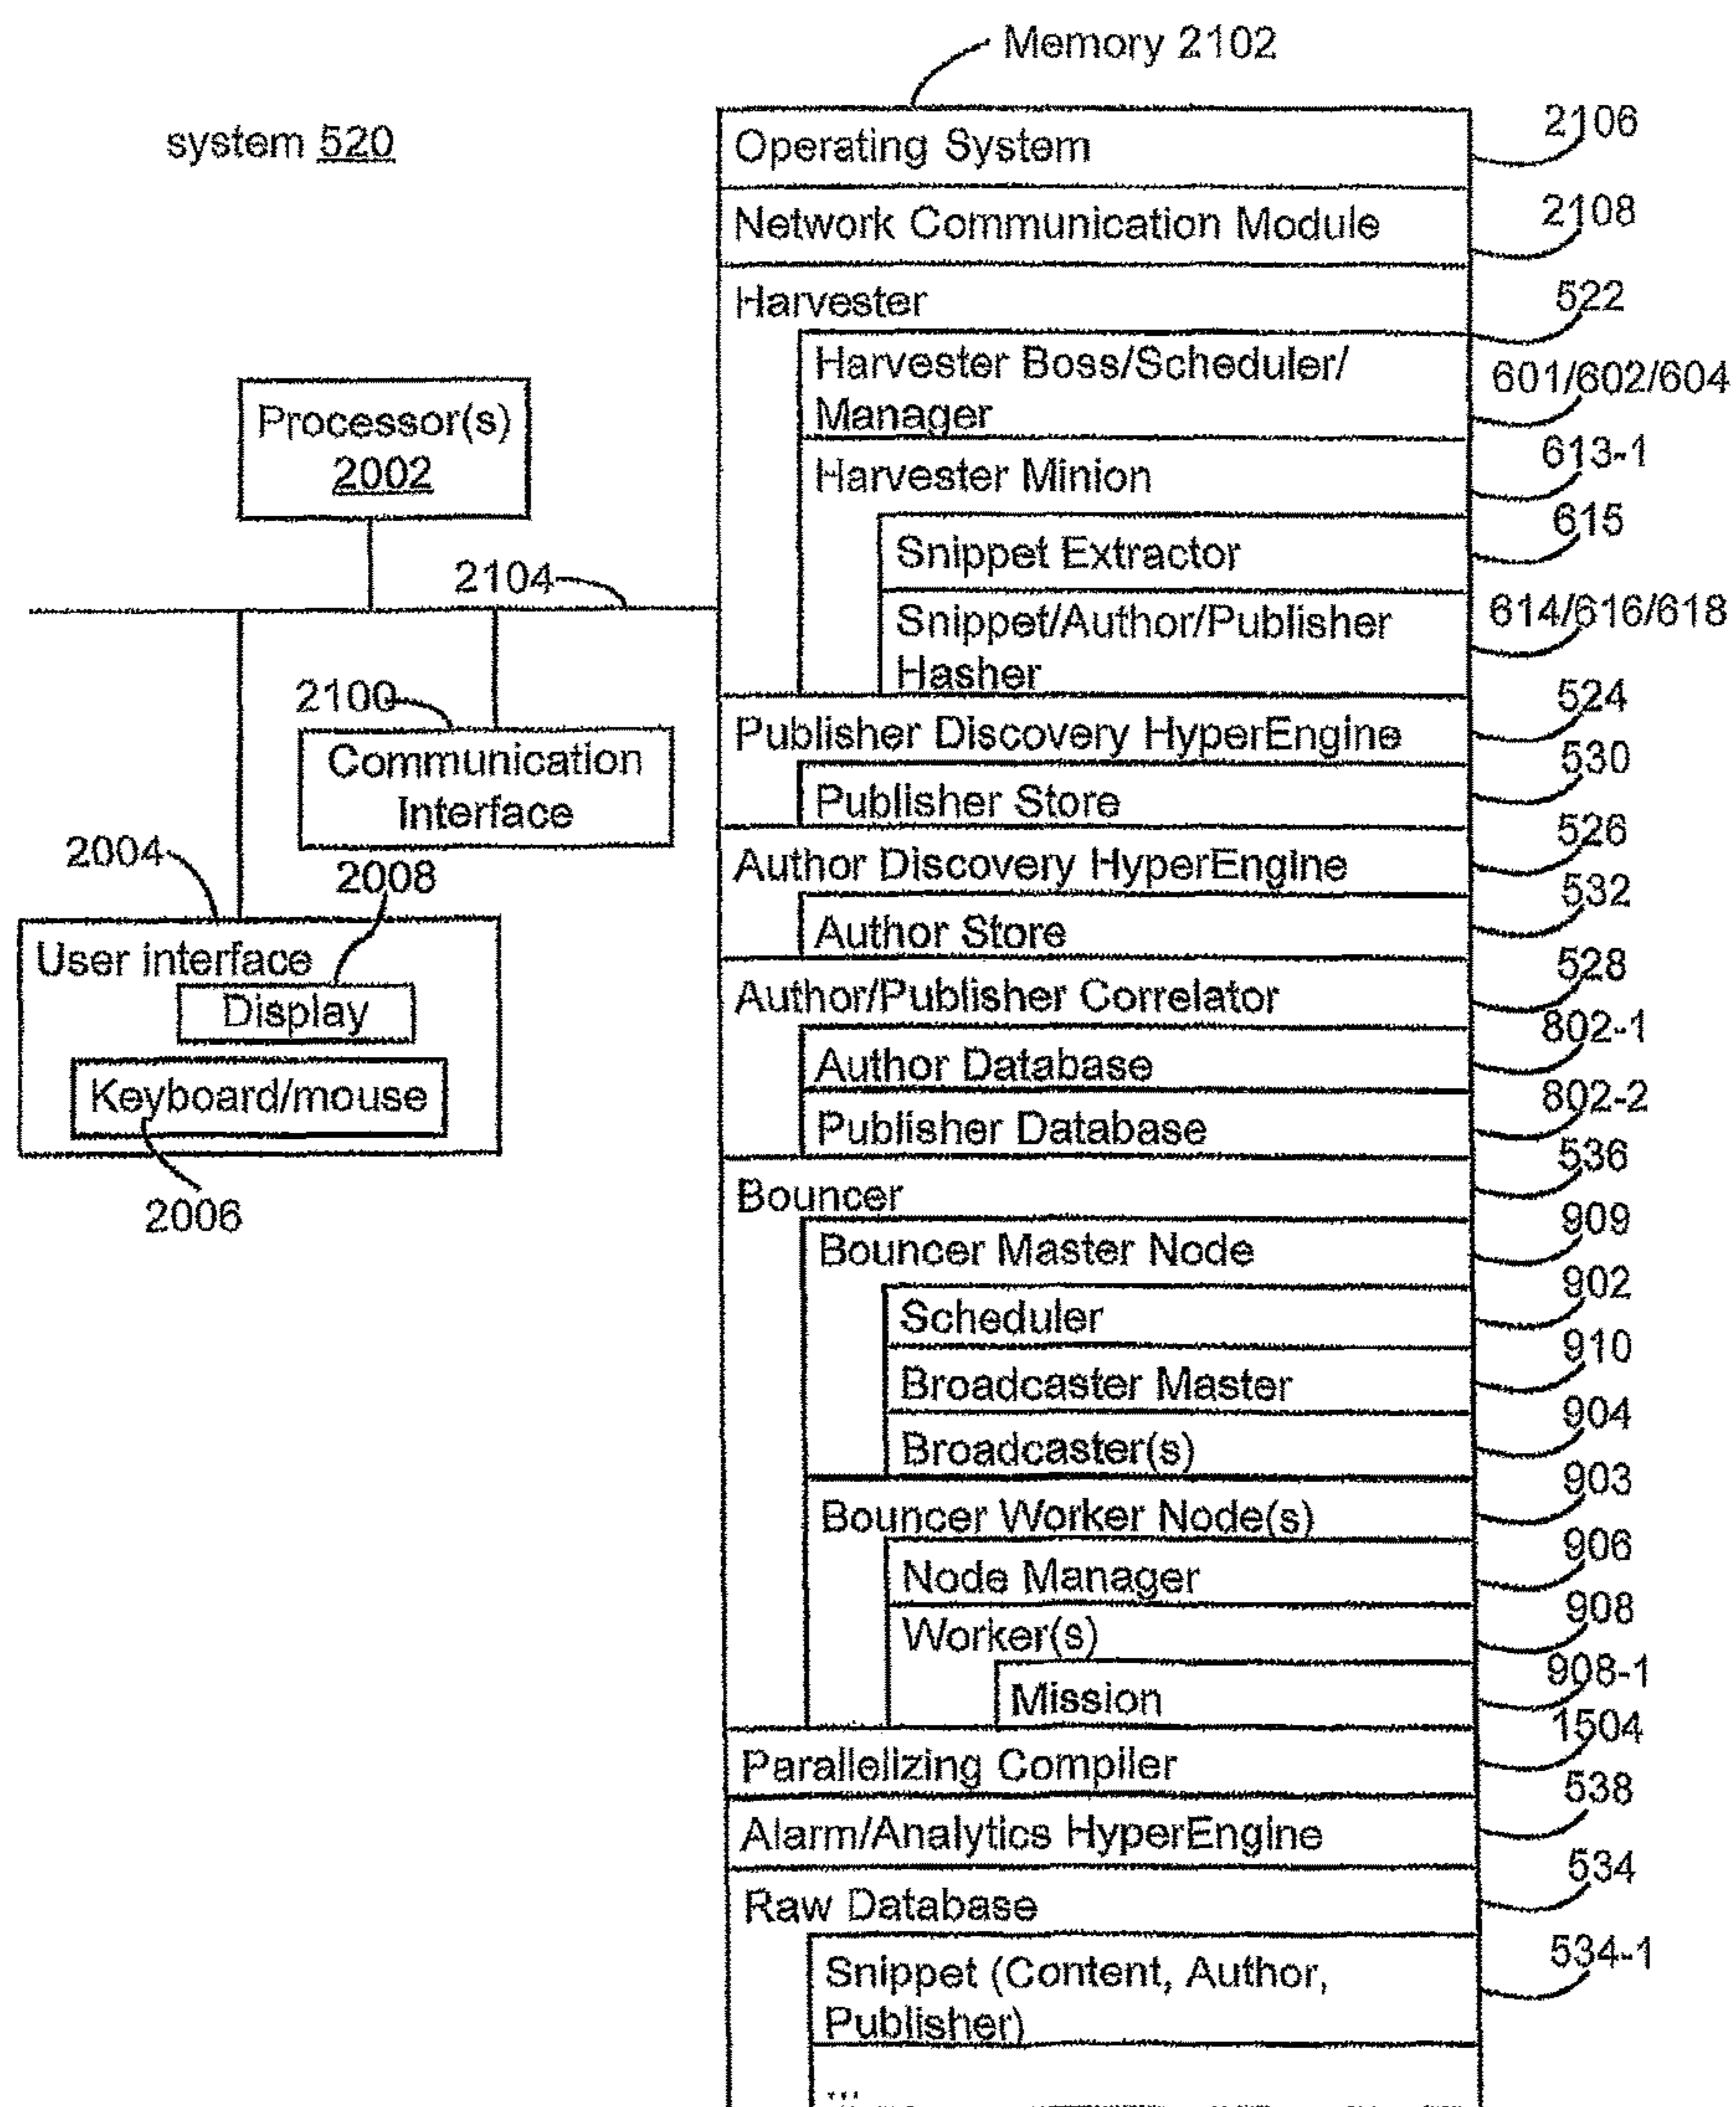 Memory 2102
system 520
Operating System
2106
Network Communication Module
2108
Harvester
522
Harvester Boss/Scheduler/
Manager
601/602/604
Harvester Minion
613-1
Snippet Extractor
615
Snippet/Author/Publisher
Hasher
614/616/618
Publisher Discovery HyperEngine
524
Publisher Store
530
Author Discovery HyperEngine
526
Author Store
532
Author/Publisher Correlator
528
Author Database
802-1
Publisher Database
802-2
Bouncer
536
Bouncer Master Node
909
Scheduler
902
Broadcaster Master
910
Broadcaster(s)
904
Bouncer Worker Node(s)
903
Node Manager
906
Worker(s)
908
Mission
908-1
Parallelizing Compiler
1504
Alarm/Analytics HyperEngine
538
Raw Database
534
Snippet (Content, Author,
Publisher)
534-1
...
Processor(s)
2002
2104
2100
Communication
Interface
2004
2008
User interface
Display
Keyboard/mouse
2006